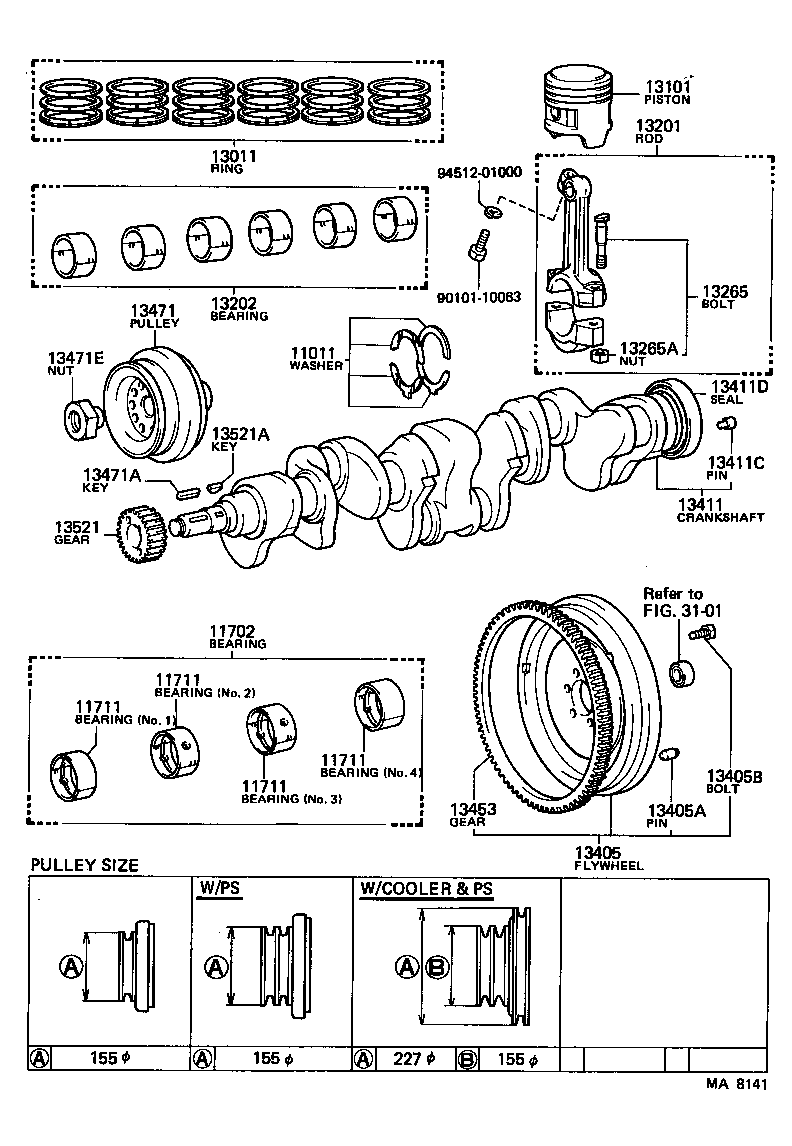 13101
PISTON
13201
ROD
13011
RING
94512-01000
90101-10063
13265
BOLT
13265A
NUT
13202
BEARING
13471
PULLEY
13471E
NUT
11011
WASHER
13411D
SEAL
13411C
PIN
13411
CRANKSHAFT
13521A
KEY
13471A
KEY
13521
GEAR
Refer to
FIG. 31-01
11702
BEARING
11711
BEARING (No. 2)
11711
BEARING (No. 1)
11711
BEARING (No. 4)
11711
BEARING (No. 3)
13453
GEAR
13405B
BOLT
13405A
PIN
13405
FLYWHEEL
PULLEY SIZE
W/PS
W/COOLER & PS
A
A
A B
A 155 φ
A 155 φ
A 227 φ
B 155 φ
MA 8141